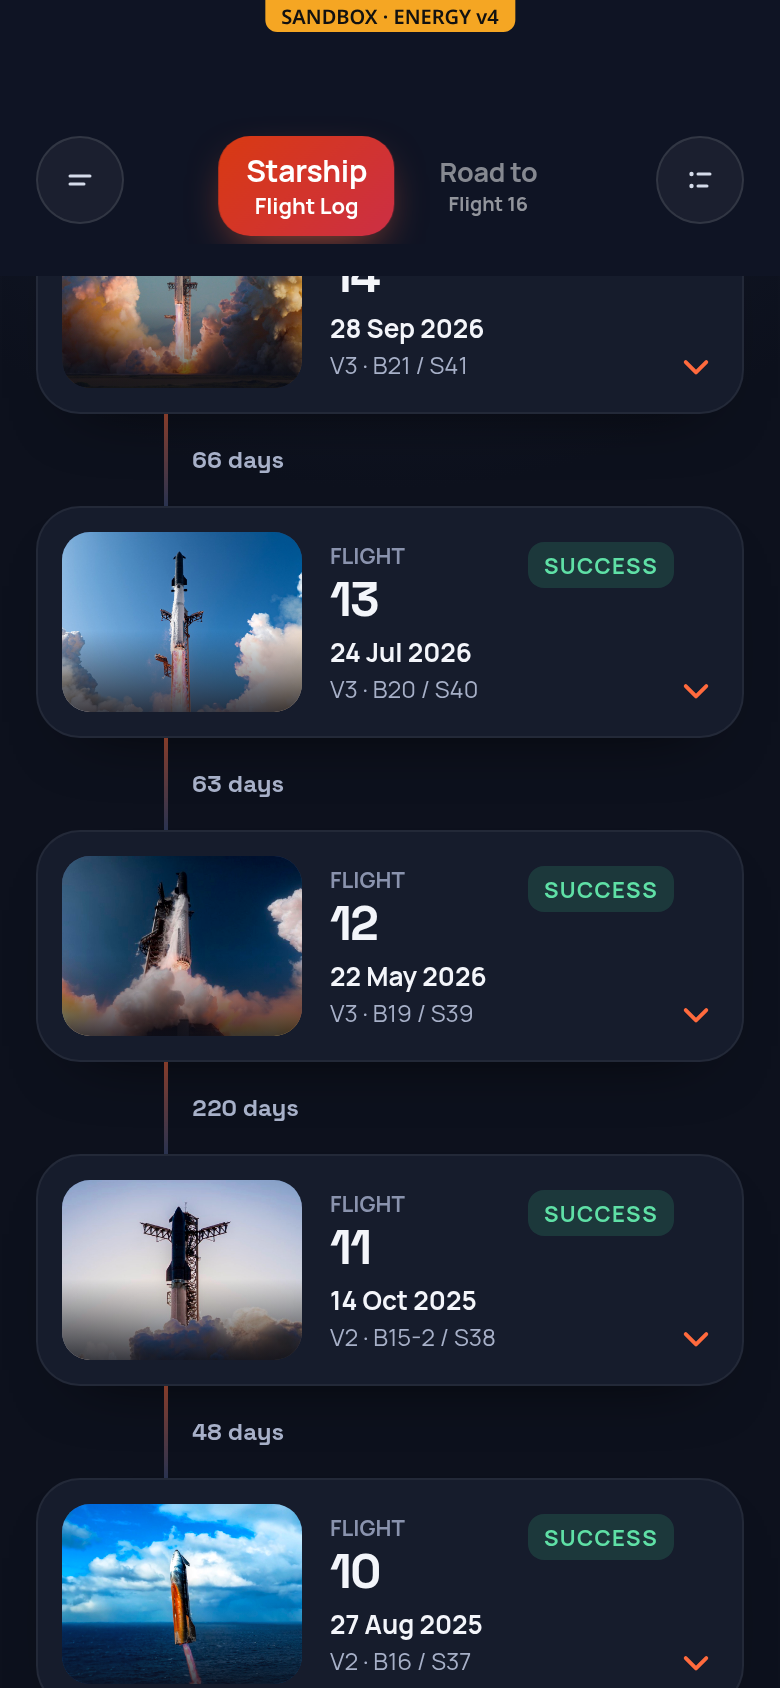 SANDBOX · ENERGY v4
Starship
Flight Log
Road to
Flight 16
14
28 Sep 2026
V3 · B21 / S41
66 days
FLIGHT
SUCCESS
13
24 Jul 2026
V3 · B20 / S40
63 days
FLIGHT
SUCCESS
12
22 May 2026
V3 · B19 / S39
220 days
FLIGHT
SUCCESS
11
14 Oct 2025
V2 · B15-2 / S38
48 days
FLIGHT
SUCCESS
10
27 Aug 2025
V2 · B16 / S37